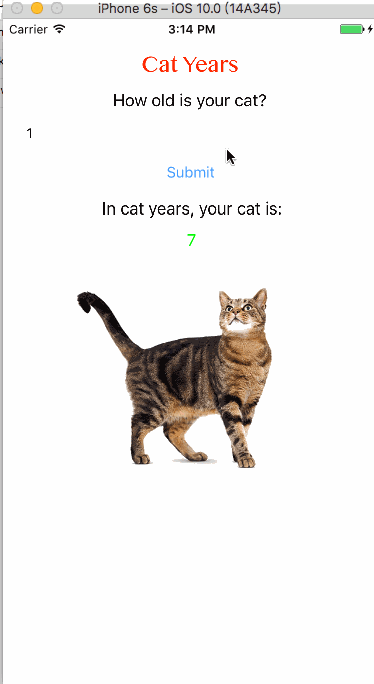 iPhone 6s – iOS 10.0 (14A345)
Carrier 3:14 PM
Cat Years
How old is your cat?
1
Submit
In cat years, your cat is:
7